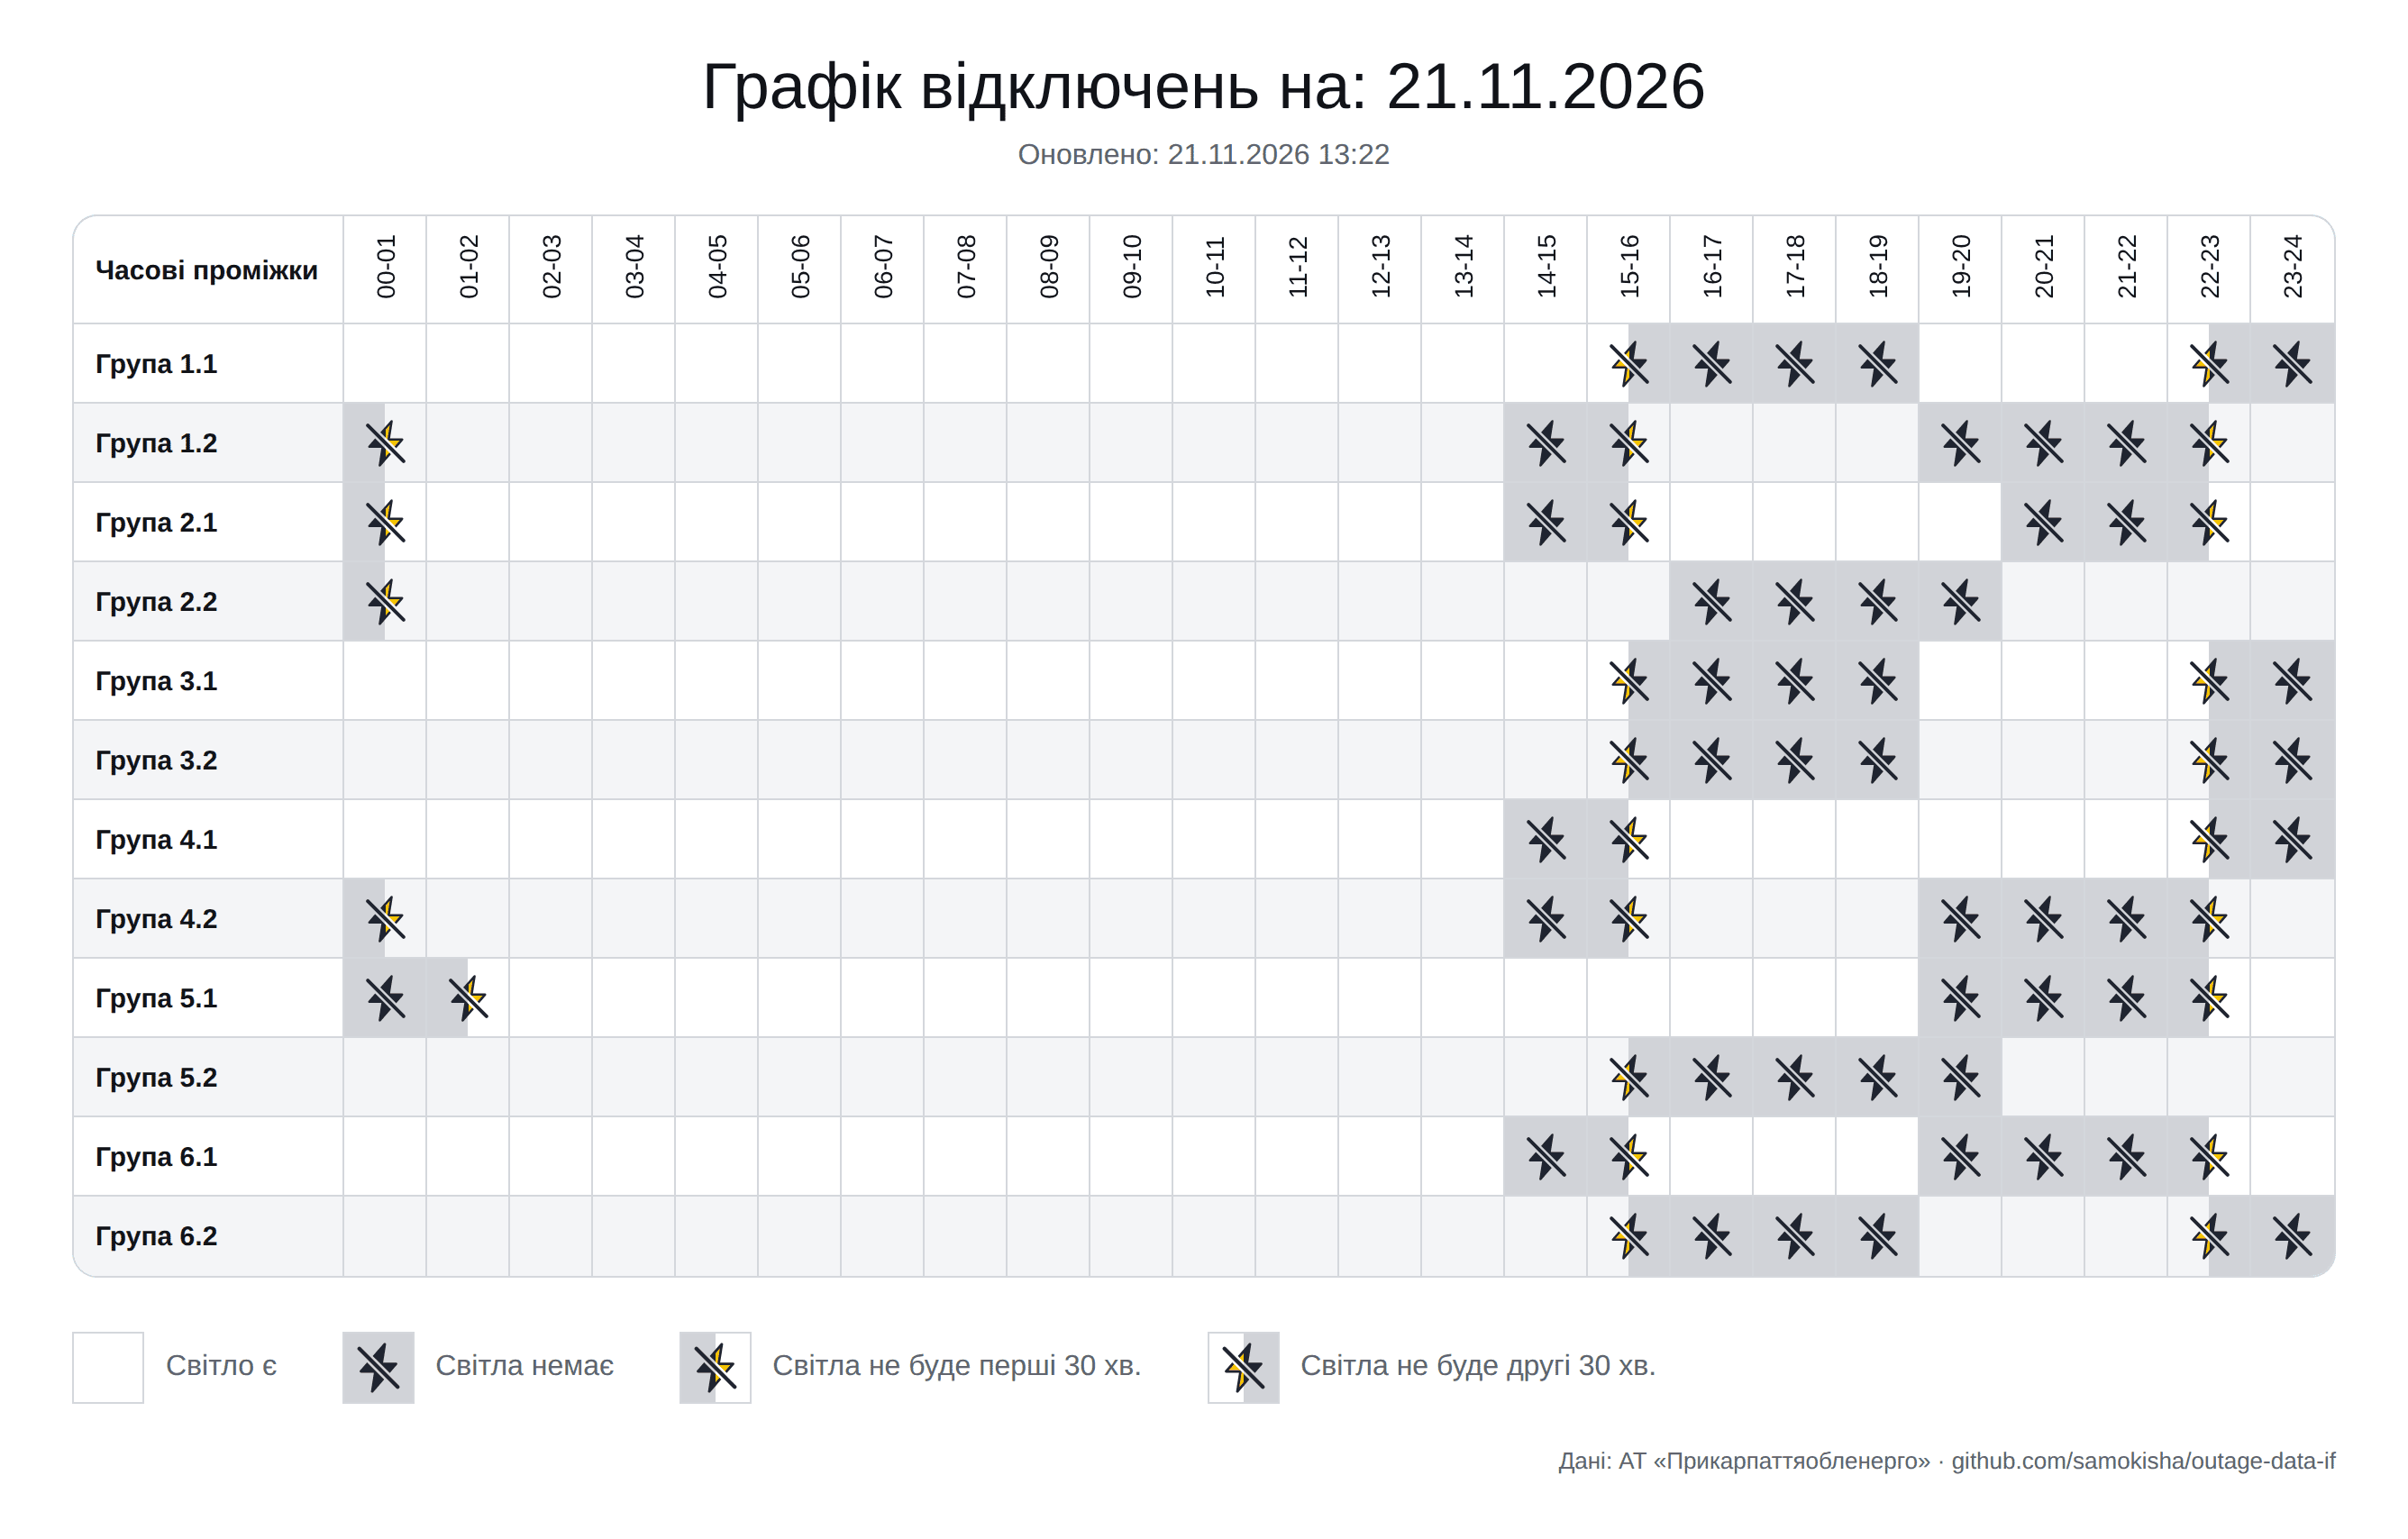 Графік відключень на: 21.11.2026
Оновлено: 21.11.2026 13:22
Часові проміжки 00-01 01-02 02-03 03-04 04-05 05-06 06-07 07-08 08-09 09-10 10-11 11-12 12-13 13-14 14-15 15-16 16-17 17-18 18-19 19-20 20-21 21-22 22-23 23-24
Група 1.1
Група 1.2
Група 2.1
Група 2.2
Група 3.1
Група 3.2
Група 4.1
Група 4.2
Група 5.1
Група 5.2
Група 6.1
Група 6.2
Світло є Світла немає Світла не буде перші 30 хв. Світла не буде другі 30 хв.
Дані: АТ «Прикарпаттяобленерго» · github.com/samokisha/outage-data-if